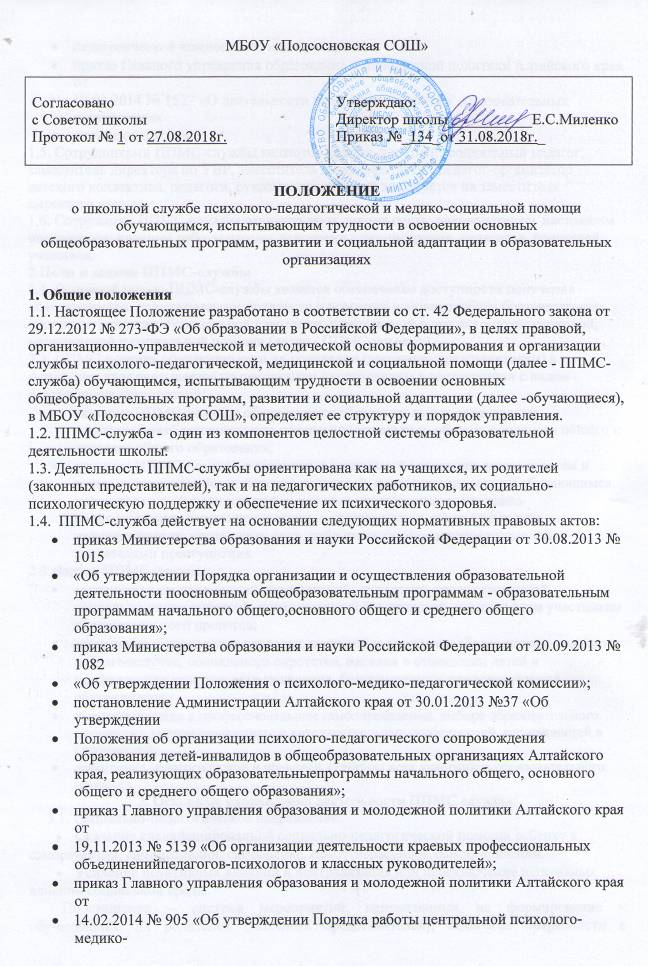 МБОУ «Подсосновская СОШ»
Согласовано
с Советом школы
Протокол № 1 от 27.08.2018г.
Утверждаю:
Директор школы Е.С.Миленко
Приказ № 134 от 31.08.2018г.
ПОЛОЖЕНИЕ
о школьной службе психолого-педагогической и медико-социальной помощи
обучающимся, испытывающим трудности в освоении основных
общеобразовательных программ, развитии и социальной адаптации в образовательных
организациях
1. Общие положения
1.1. Настоящее Положение разработано в соответствии со ст. 42 Федерального закона от
29.12.2012 № 273-ФЭ «Об образовании в Российской Федерации», в целях правовой,
организационно-управленческой и методической основы формирования и организации
службы психолого-педагогической, медицинской и социальной помощи (далее - ППМС-
служба) обучающимся, испытывающим трудности в освоении основных
общеобразовательных программ, развитии и социальной адаптации (далее -обучающиеся),
в МБОУ «Подсосновская СОШ», определяет ее структуру и порядок управления.
1.2. ППМС-служба - один из компонентов целостной системы образовательной
деятельности школы.
1.3. Деятельность ППМС-службы ориентирована как на учащихся, их родителей
(законных представителей), так и на педагогических работников, их социально-
психологическую поддержку и обеспечение их психического здоровья.
1.4. ППМС-служба действует на основании следующих нормативных правовых актов:
• приказ Министерства образования и науки Российской Федерации от 30.08.2013 №
1015
• «Об утверждении Порядка организации и осуществления образовательной
деятельности поосновным общеобразовательным программам - образовательным
программам начального общего,основного общего и среднего общего
образования»;
• приказ Министерства образования и науки Российской Федерации от 20.09.2013 №
1082
• «Об утверждении Положения о психолого-медико-педагогической комиссии»;
• постановление Администрации Алтайского края от 30.01.2013 №37 «Об
утверждении
• Положения об организации психолого-педагогического сопровождения
образования детей-инвалидов в общеобразовательных организациях Алтайского
края, реализующих образовательныепрограммы начального общего, основного
общего и среднего общего образования»;
• приказ Главного управления образования и молодежной политики Алтайского края
от
• 19,11.2013 № 5139 «Об организации деятельности краевых профессиональных
объединенийпедагогов-психологов и классных руководителей»;
• приказ Главного управления образования и молодежной политики Алтайского края
от
• 14.02.2014 № 905 «Об утверждении Порядка работы центральной психолого-
медико-